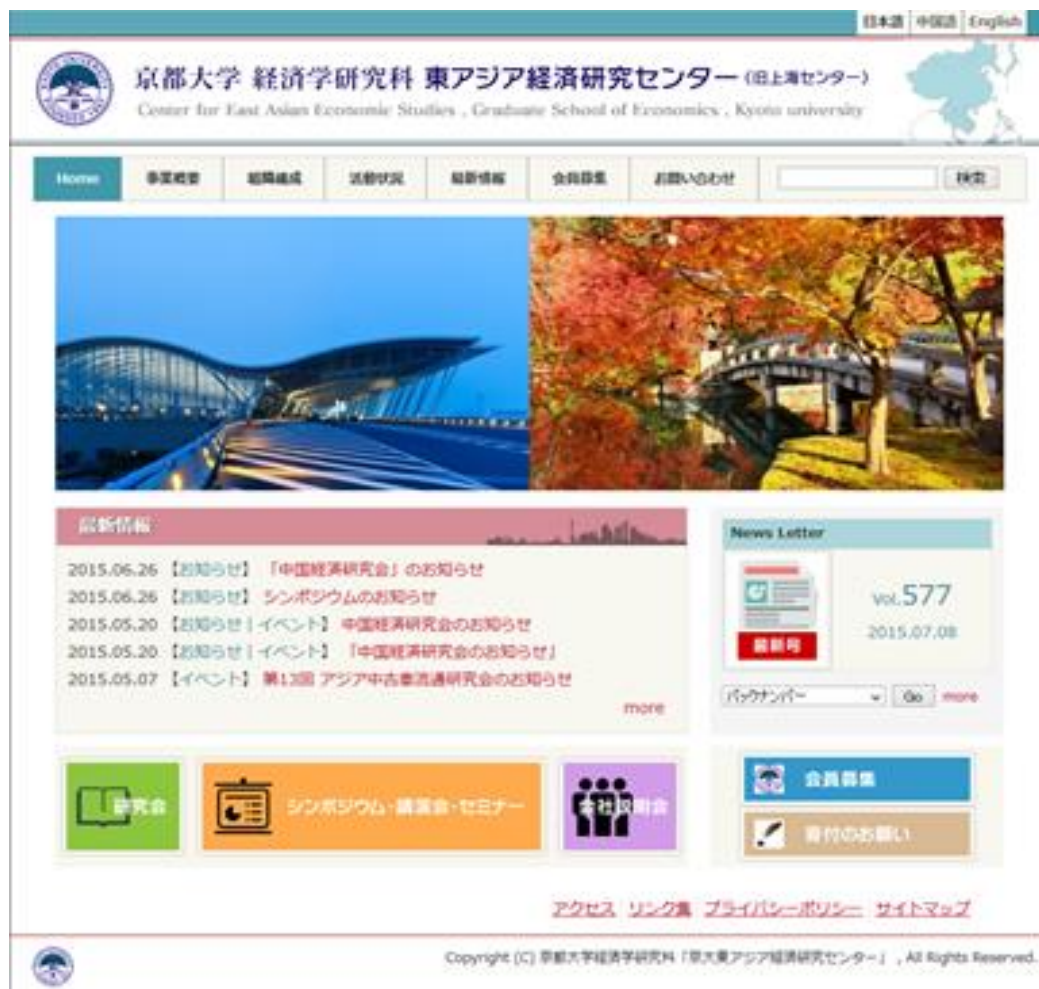 日本語 中国語 English
京都大学 経済学研究科 東アジア経済研究センター (旧上海センター)
Center for East Asian Economic Studies , Graduate School of Economics , Kyoto university
Home 事業概要 組織構成 活動状況 最新情報 会員募集 お問い合わせ 検索
最新情報
2015.06.26 【お知らせ】 「中国経済研究会」のお知らせ
2015.06.26 【お知らせ】 シンポジウムのお知らせ
2015.05.20 【お知らせ | イベント】 中国経済研究会のお知らせ
2015.05.20 【お知らせ | イベント】 「中国経済研究会のお知らせ」
2015.05.07 【イベント】 第13回 アジア中古車流通研究会のお知らせ
more
News Letter
最新号
vol.577
2015.07.08
バックナンバー Go more
研究会
シンポジウム・講演会・セミナー
会社説明会
会員募集
寄付のお願い
アクセス リンク集 プライバシーポリシー サイトマップ
Copyright (C) 京都大学経済学研究科「京大東アジア経済研究センター」 , All Rights Reserved.